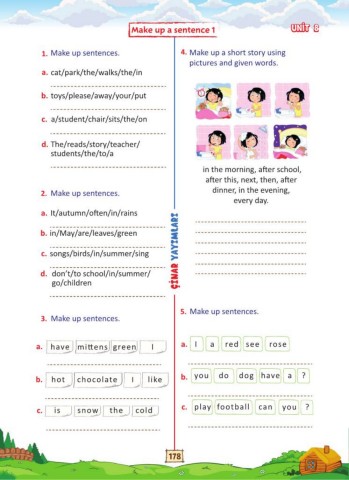 Make up a sentence 1
UNİT 8
1. Make up sentences.
a. cat/park/the/walks/the/in
b. toys/please/away/your/put
c. a/student/chair/sits/the/on
d. The/reads/story/teacher/
students/the/to/a
2. Make up sentences.
a. It/autumn/often/in/rains
b. in/May/are/leaves/green
c. songs/birds/in/summer/sing
d. don't/to school/in/summer/
go/children
3. Make up sentences.
a. have mittens green I
b. hot chocolate I like
c. is snow the cold
ÇİNAR YAYIMLARI
4. Make up a short story using
pictures and given words.
in the morning, after school,
after this, next, then, after
dinner, in the evening,
every day.
5. Make up sentences.
a. I a red see rose
b. you do dog have a ?
c. play football can you ?
178